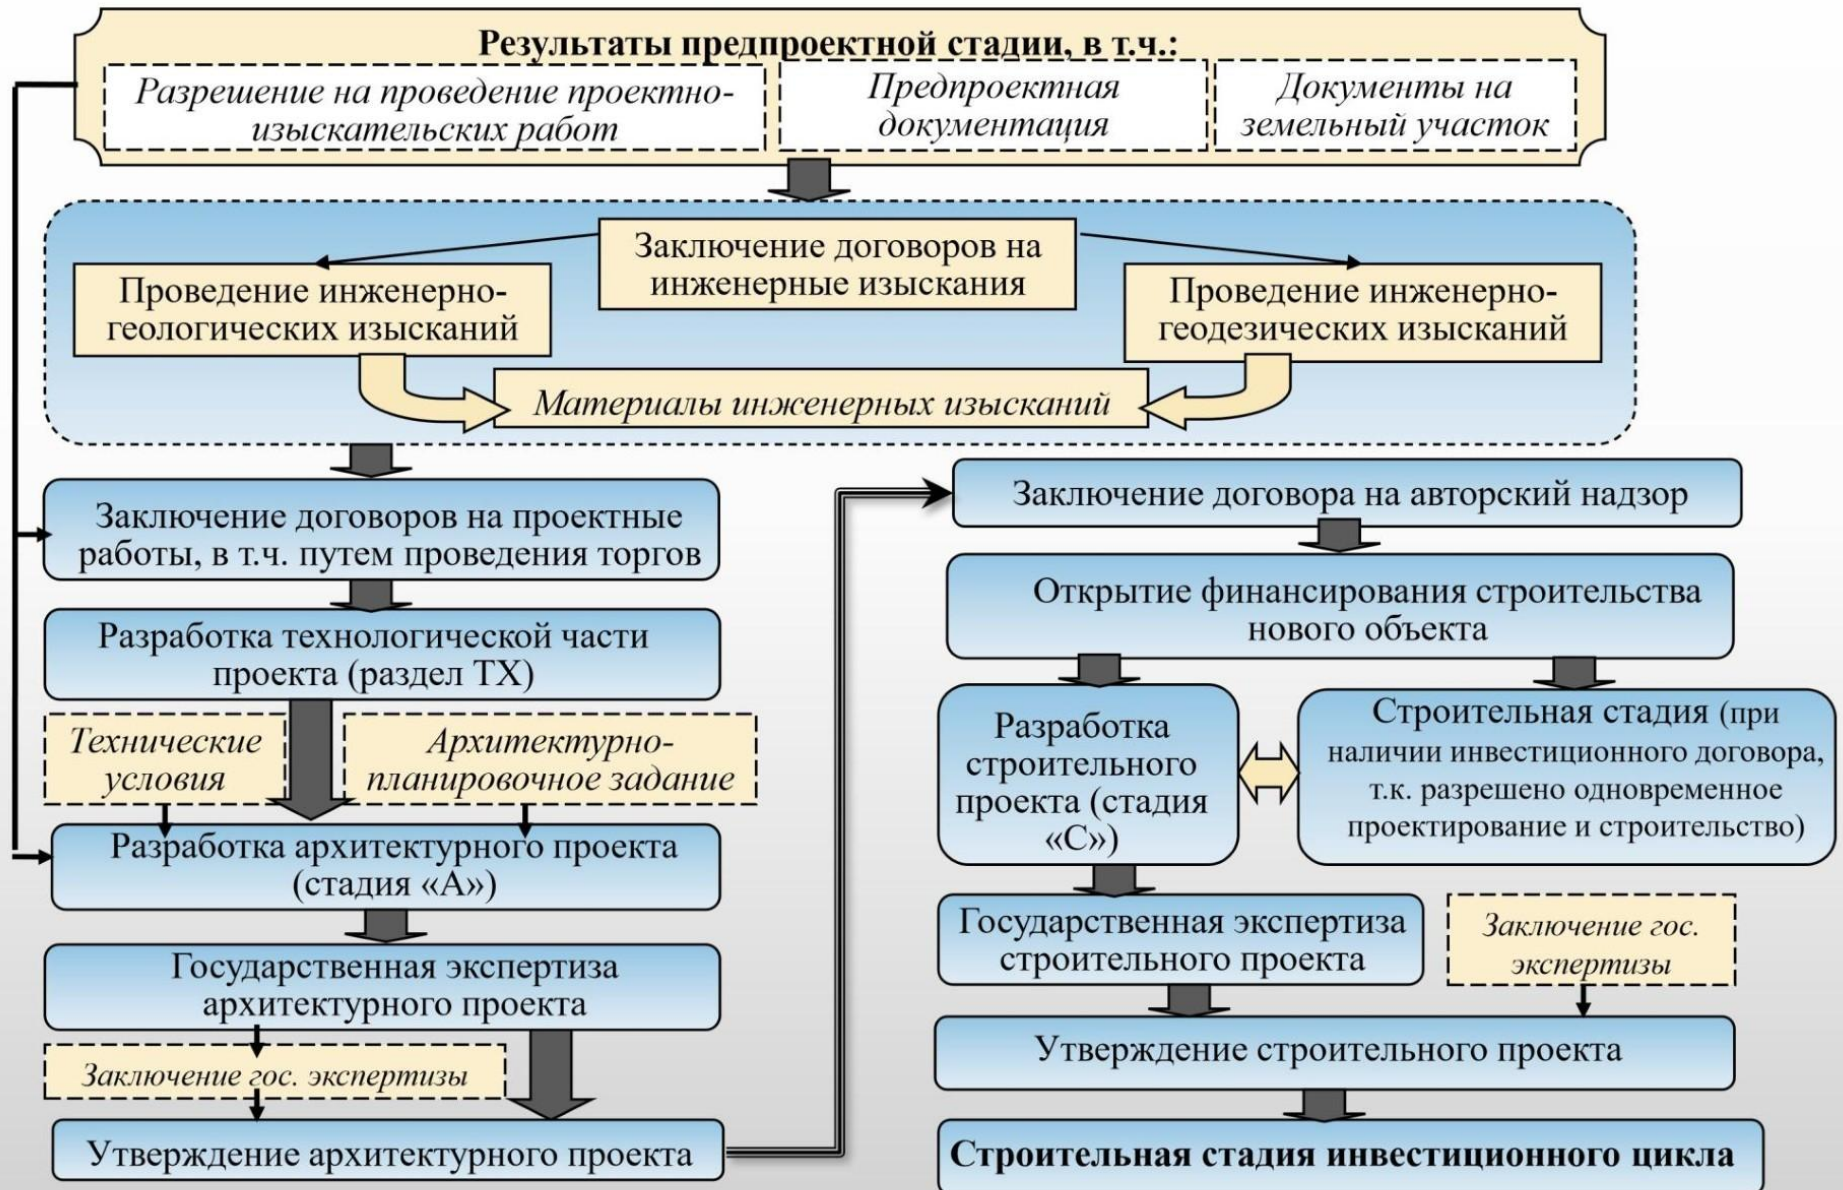 Результаты предпроектной стадии, в т.ч.:
Разрешение на проведение проектно-
изыскательских работ
Предпроектная
документация
Документы на
земельный участок
Заключение договоров на
инженерные изыскания
Проведение инженерно-
геологических изысканий
Проведение инженерно-
геодезических изысканий
Материалы инженерных изысканий
Заключение договоров на проектные
работы, в т.ч. путем проведения торгов
Разработка технологической части
проекта (раздел ТХ)
Технические
условия
Архитектурно-
планировочное задание
Разработка архитектурного проекта
(стадия «А»)
Государственная экспертиза
архитектурного проекта
Заключение гос. экспертизы
Утверждение архитектурного проекта
Заключение договора на авторский надзор
Открытие финансирования строительства
нового объекта
Разработка
строительного
проекта (стадия
«С»)
Строительная стадия (при
наличии инвестиционного договора,
т.к. разрешено одновременное
проектирование и строительство)
Государственная экспертиза
строительного проекта
Заключение гос.
экспертизы
Утверждение строительного проекта
Строительная стадия инвестиционного цикла